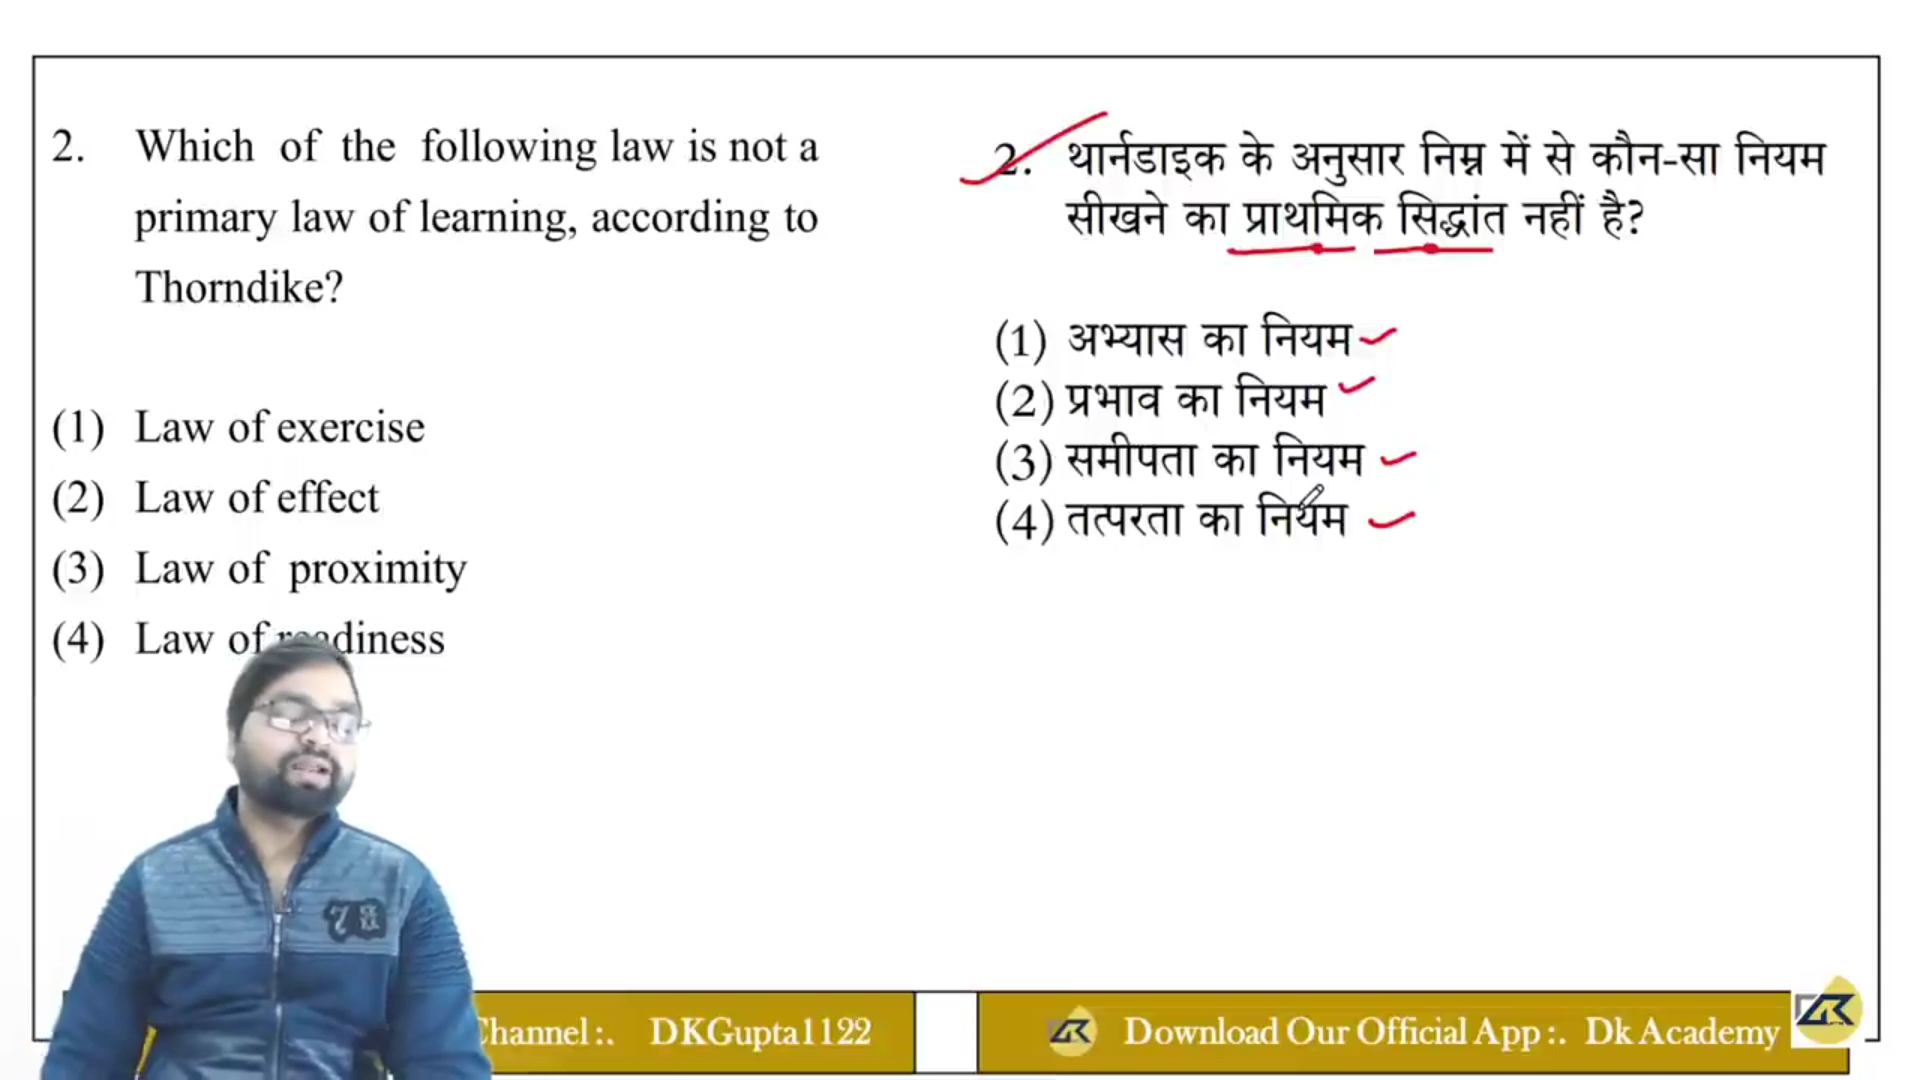 2. Which of the following law is not a
primary law of learning, according to
Thorndike?
(1) Law of exercise
(2) Law of effect
(3) Law of proximity
(4) Law of readiness
2. थार्नडाइक के अनुसार निम्न में से कौन-सा नियम
सीखने का प्राथमिक सिद्धांत नहीं है?
(1) अभ्यास का नियम
(2) प्रभाव का नियम
(3) समीपता का नियम
(4) तत्परता का नियम
78
Channel :. DKGupta1122
Download Our Official App :. Dk Academy